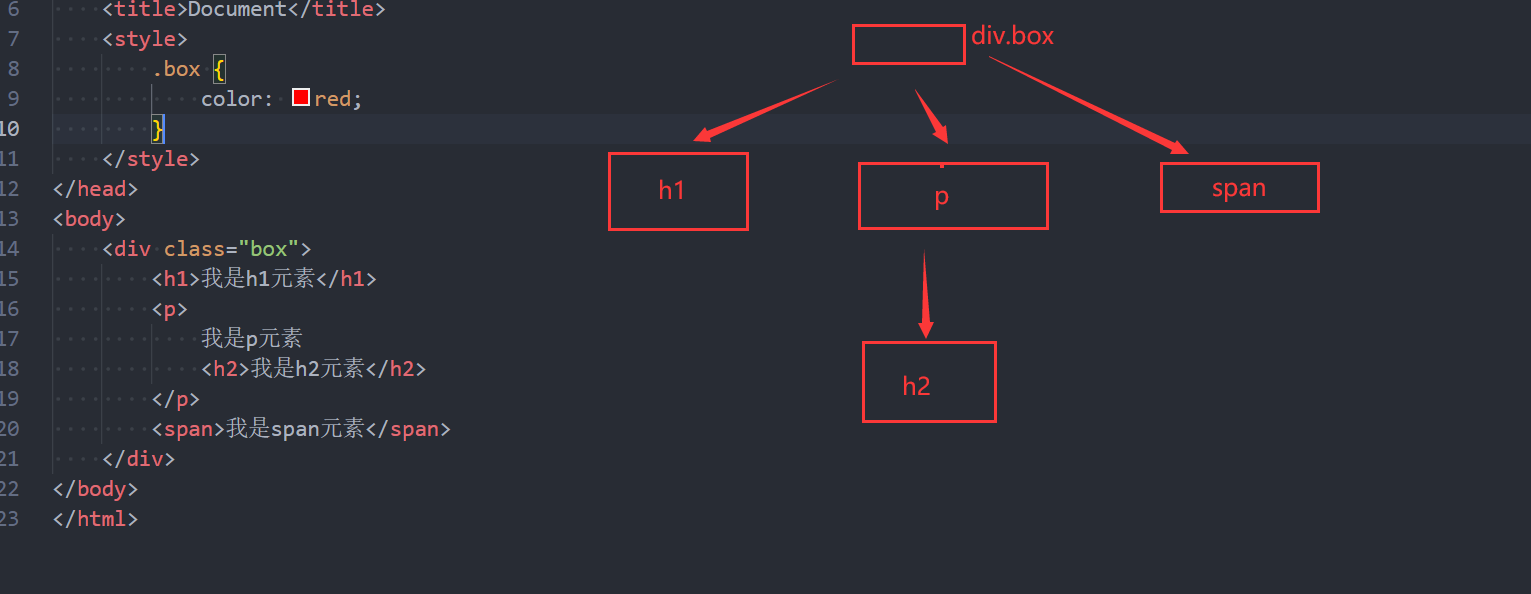 6 <title>Document</title>
7 <style>
8 .box {
9 color: red;
10 }
11 </style>
12 </head>
13 <body>
14 <div class="box">
15 <h1>我是h1元素</h1>
16 <p>
17 我是p元素
18 <h2>我是h2元素</h2>
19 </p>
20 <span>我是span元素</span>
21 </div>
22 </body>
23 </html>
div.box
h1
p
span
h2